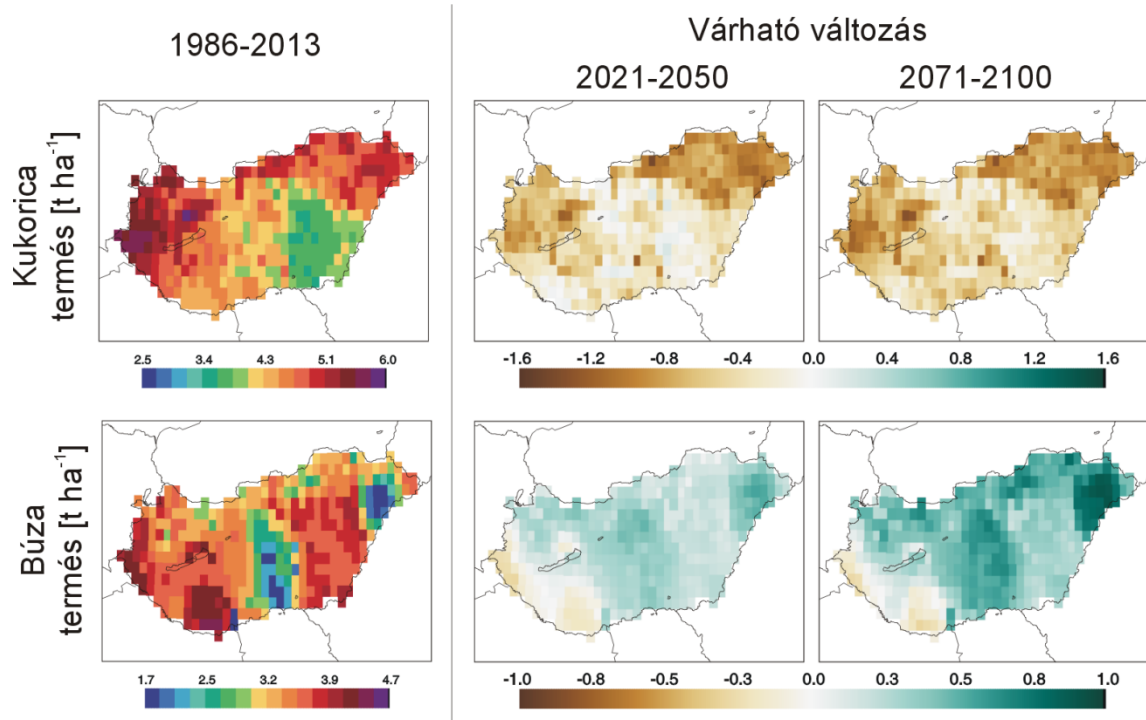 1986-2013
Várható változás
2021-2050
2071-2100
Kukorica
termés [t ha⁻¹]
2.5 3.4 4.3 5.1 6.0
-1.6 -1.2 -0.8 -0.4 0.0 0.4 0.8 1.2 1.6
Búza
termés [t ha⁻¹]
1.7 2.5 3.2 3.9 4.7
-1.0 -0.8 -0.5 -0.3 0.0 0.3 0.5 0.8 1.0